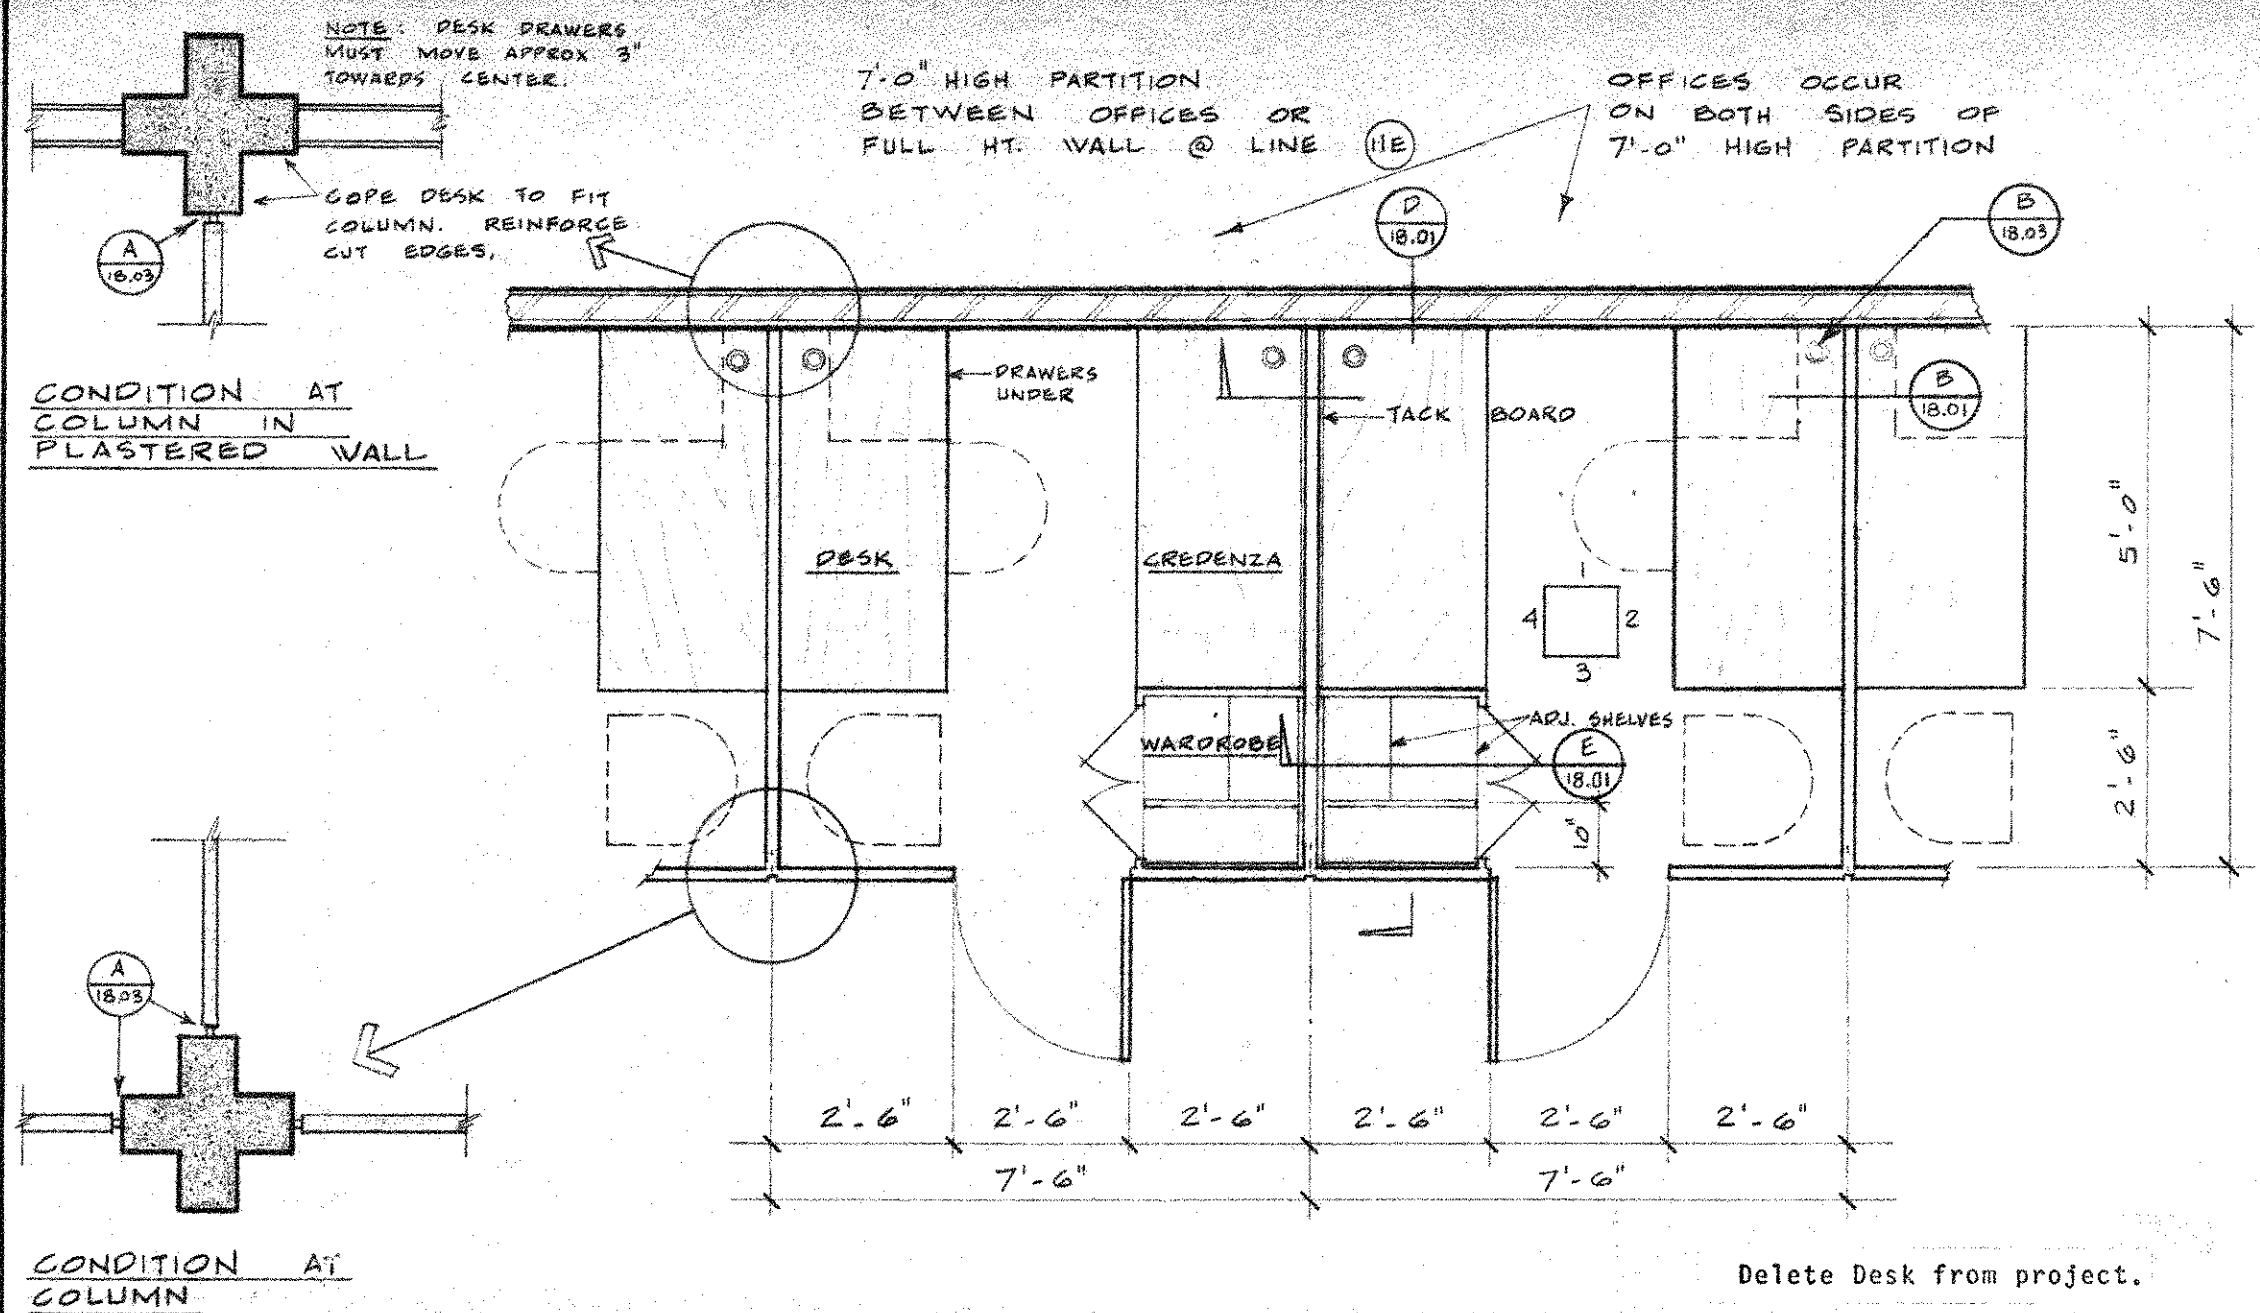 NOTE: DESK DRAWERS
MUST MOVE APPROX 3"
TOWARDS CENTER.
7'-0" HIGH PARTITION
BETWEEN OFFICES OR
FULL HT. WALL @ LINE 11E
OFFICES OCCUR
ON BOTH SIDES OF
7'-0" HIGH PARTITION
COPE DESK TO FIT
COLUMN. REINFORCE
CUT EDGES.
A
18.03
D
18.01
B
18.03
CONDITION AT
COLUMN IN
PLASTERED WALL
DRAWERS
UNDER
TACK BOARD
B
18.01
DESK
CREDENZA
4
2
3
5'-0"
7'-6"
2'-6"
WARDROBE
ADJ. SHELVES
E
18.01
10"
A
18.03
2'-6" 2'-6" 2'-6" 2'-6" 2'-6" 2'-6"
7'-6" 7'-6"
CONDITION AT
COLUMN
Delete Desk from project.